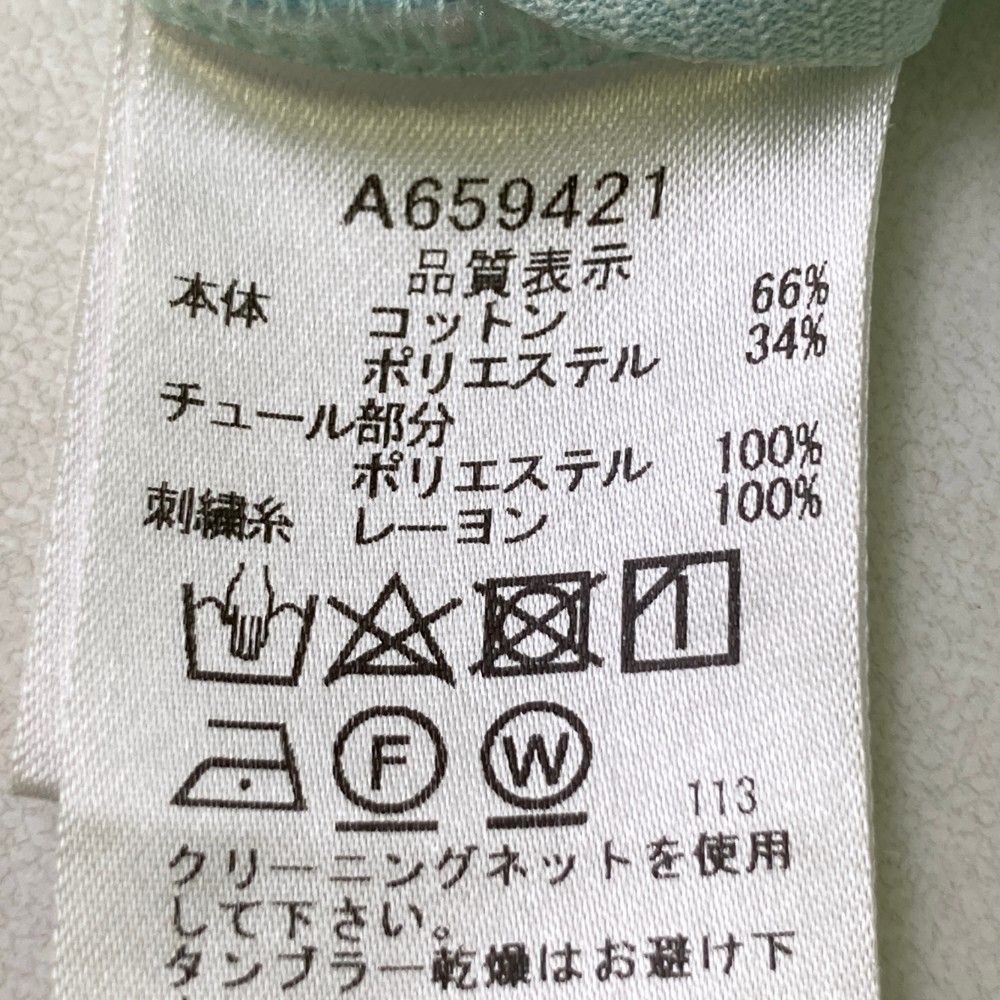 A659421
品質表示
本体 コットン 66%
ポリエステル 34%
チュール部分
ポリエステル 100%
刺繍糸 レーヨン 100%
F W 113
クリーニングネットを使用
して下さい。
タンブラー乾燥はお避け下